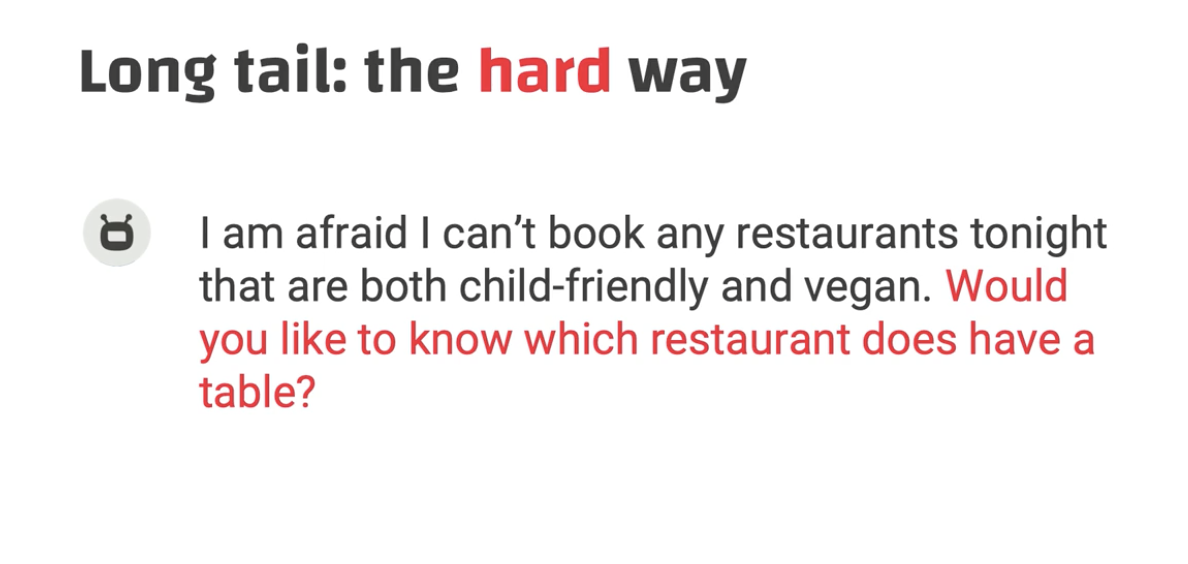 Long tail: the hard way
I am afraid I can’t book any restaurants tonight
that are both child-friendly and vegan. Would
you like to know which restaurant does have a
table?